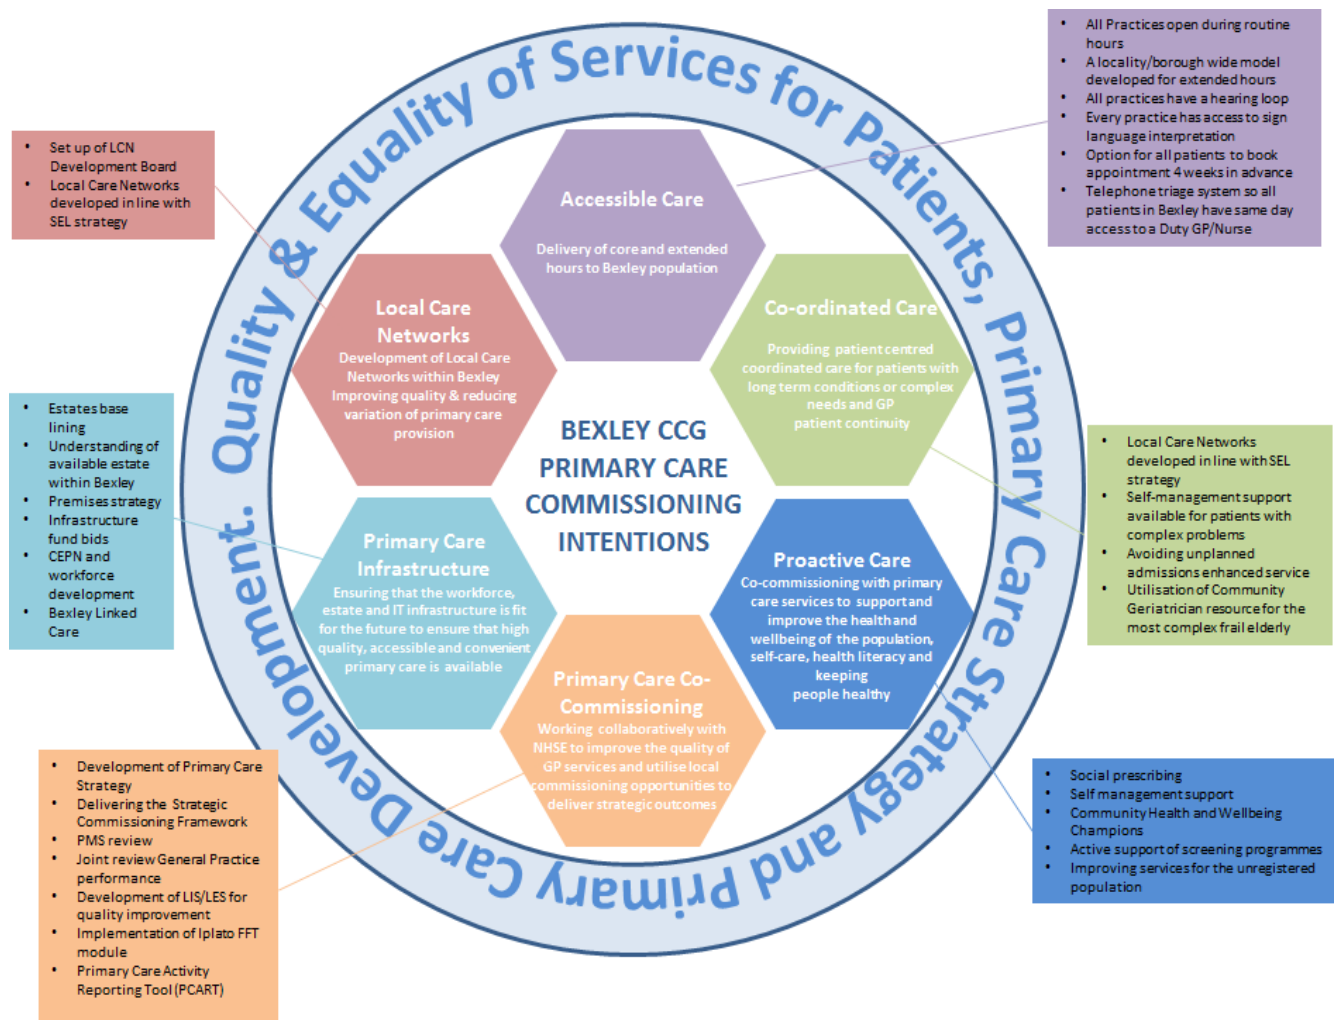 Quality & Equality of Services for Patients, Primary Care Strategy and Primary Care Development.
BEXLEY CCG
PRIMARY CARE
COMMISSIONING
INTENTIONS
Accessible Care
Delivery of core and extended
hours to Bexley population
• All Practices open during routine
hours
• A locality/borough wide model
developed for extended hours
• All practices have a hearing loop
• Every practice has access to sign
language interpretation
• Option for all patients to book
appointment 4 weeks in advance
• Telephone triage system so all
patients in Bexley have same day
access to a Duty GP/Nurse
Co-ordinated Care
Providing patient centred
coordinated care for patients with
long term conditions or complex
needs and GP
patient continuity
• Local Care Networks
developed in line with SEL
strategy
• Self-management support
available for patients with
complex problems
• Avoiding unplanned
admissions enhanced service
• Utilisation of Community
Geriatrician resource for the
most complex frail elderly
Proactive Care
Co-commissioning with primary
care services to support and
improve the health and
wellbeing of the population,
self-care, health literacy and
keeping
people healthy
• Social prescribing
• Self management support
• Community Health and Wellbeing
Champions
• Active support of screening programmes
• Improving services for the unregistered
population
Primary Care Co-
Commissioning
Working collaboratively with
NHSE to improve the quality of
GP services and utilise local
commissioning opportunities to
deliver strategic outcomes
• Development of Primary Care
Strategy
• Delivering the Strategic
Commissioning Framework
• PMS review
• Joint review General Practice
performance
• Development of LIS/LES for
quality improvement
• Implementation of Iplato FFT
module
• Primary Care Activity
Reporting Tool (PCART)
Primary Care
Infrastructure
Ensuring that the workforce,
estate and IT infrastructure is fit
for the future to ensure that high
quality, accessible and convenient
primary care is available
• Estates base
lining
• Understanding of
available estate
within Bexley
• Premises strategy
• Infrastructure
fund bids
• CEPN and
workforce
development
• Bexley Linked
Care
Local Care
Networks
Development of Local Care
Networks within Bexley
Improving quality & reducing
variation of primary care
provision
• Set up of LCN
Development Board
• Local Care Networks
developed in line with
SEL strategy